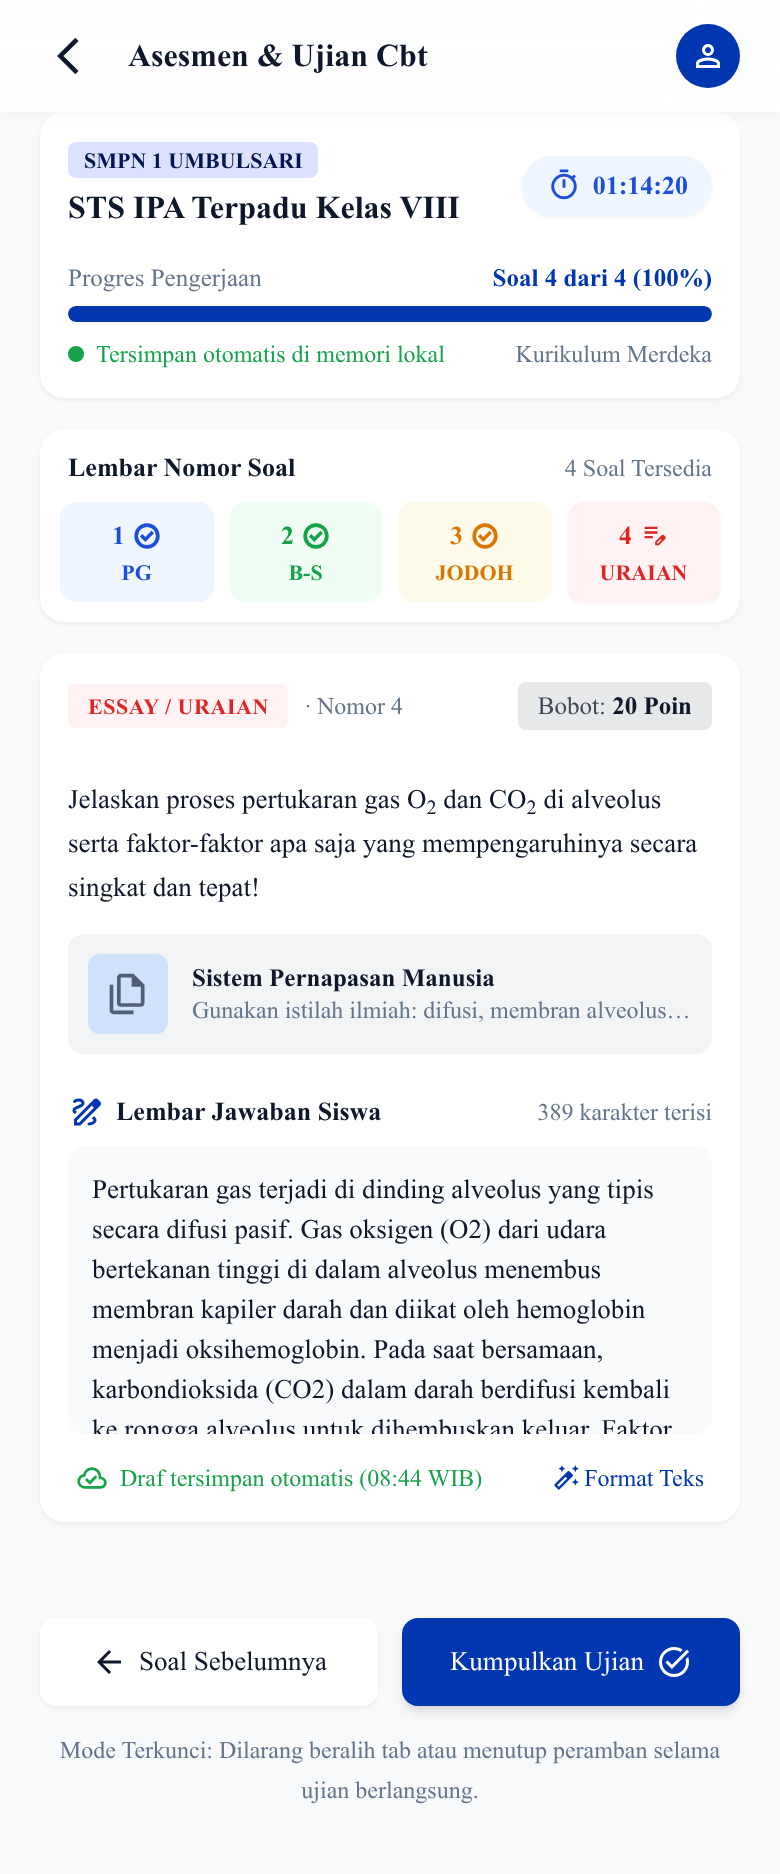 Asesmen & Ujian Cbt
SMPN 1 UMBULSARI
STS IPA Terpadu Kelas VIII
01:14:20
Progres Pengerjaan
Soal 4 dari 4 (100%)
Tersimpan otomatis di memori lokal
Kurikulum Merdeka
Lembar Nomor Soal
4 Soal Tersedia
1
PG
2
B-S
3
JODOH
4
URAIAN
ESSAY / URAIAN
· Nomor 4
Bobot: 20 Poin
Jelaskan proses pertukaran gas O₂ dan CO₂ di alveolus
serta faktor-faktor apa saja yang mempengaruhinya secara
singkat dan tepat!
Sistem Pernapasan Manusia
Gunakan istilah ilmiah: difusi, membran alveolus...
Lembar Jawaban Siswa
389 karakter terisi
Pertukaran gas terjadi di dinding alveolus yang tipis
secara difusi pasif. Gas oksigen (O2) dari udara
bertekanan tinggi di dalam alveolus menembus
membran kapiler darah dan diikat oleh hemoglobin
menjadi oksihemoglobin. Pada saat bersamaan,
karbondioksida (CO2) dalam darah berdifusi kembali
ke rongga alveolus untuk dihembuskan keluar. Faktor
Draf tersimpan otomatis (08:44 WIB)
Format Teks
Soal Sebelumnya
Kumpulkan Ujian
Mode Terkunci: Dilarang beralih tab atau menutup peramban selama
ujian berlangsung.